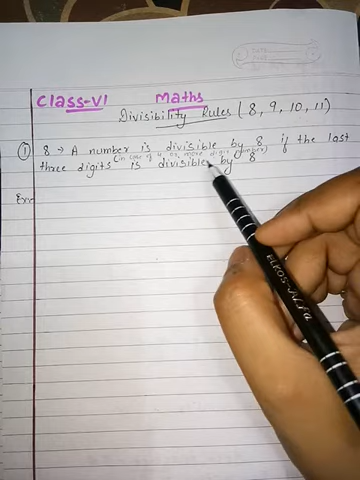 Class-VI Maths
Divisibility Rules (8, 9, 10, 11)
① 8 → A number is divisible by 8 if the last
(in case of 4 or more digit number)
three digits is divisible by 8